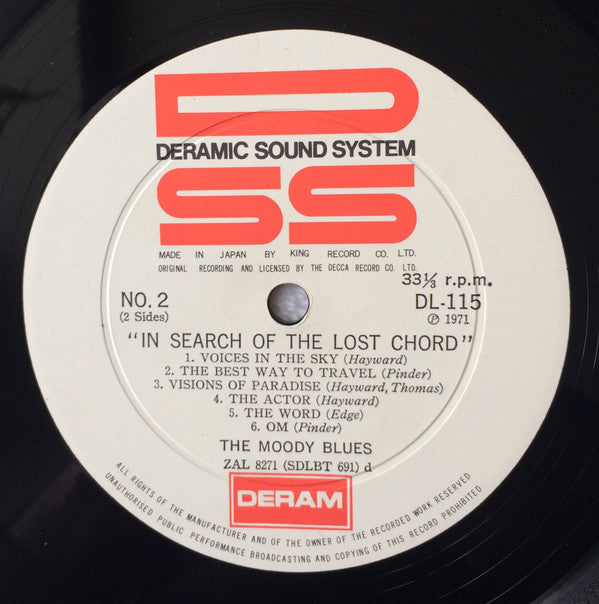 D
DERAMIC SOUND SYSTEM
SS
MADE IN JAPAN BY KING RECORD CO. LTD.
ORIGINAL RECORDING AND LICENSED BY THE DECCA RECORD CO. LTD.
33⅓ r.p.m.
NO. 2 DL-115
(2 Sides) Ⓟ 1971
"IN SEARCH OF THE LOST CHORD"
1. VOICES IN THE SKY (Hayward)
2. THE BEST WAY TO TRAVEL (Pinder)
3. VISIONS OF PARADISE (Hayward, Thomas)
4. THE ACTOR (Hayward)
5. THE WORD (Edge)
6. OM (Pinder)
THE MOODY BLUES
ZAL 8271 (SDLBT 691) d
DERAM
ALL RIGHTS OF THE MANUFACTURER AND OF THE OWNER OF THE RECORDED WORK RESERVED
UNAUTHORISED PUBLIC PERFORMANCE BROADCASTING AND COPYING OF THIS RECORD PROHIBITED